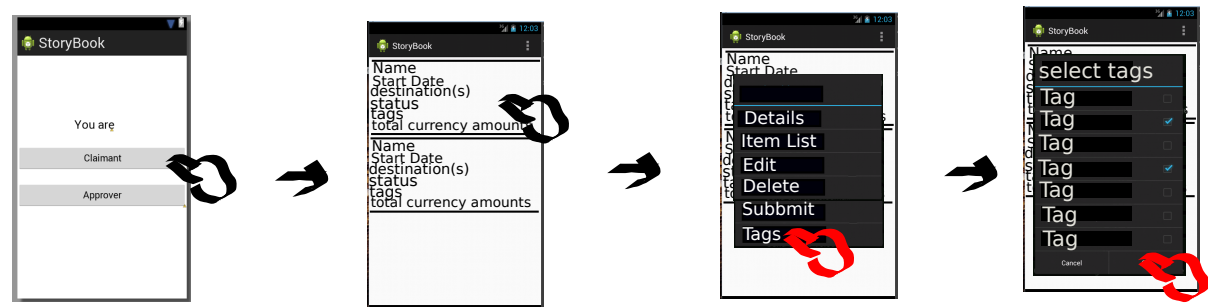 StoryBook
You are
Claimant
Approver
12:03
StoryBook
Name
Start Date
destination(s)
status
tags
total currency amounts
Name
Start Date
destination(s)
status
tags
total currency amounts
12:03
StoryBook
Name
Start Date
Details
Item List
Edit
Delete
Subbmit
Tags
12:03
StoryBook
Name
select tags
Tag
Tag
Tag
Tag
Tag
Tag
Tag
Cancel